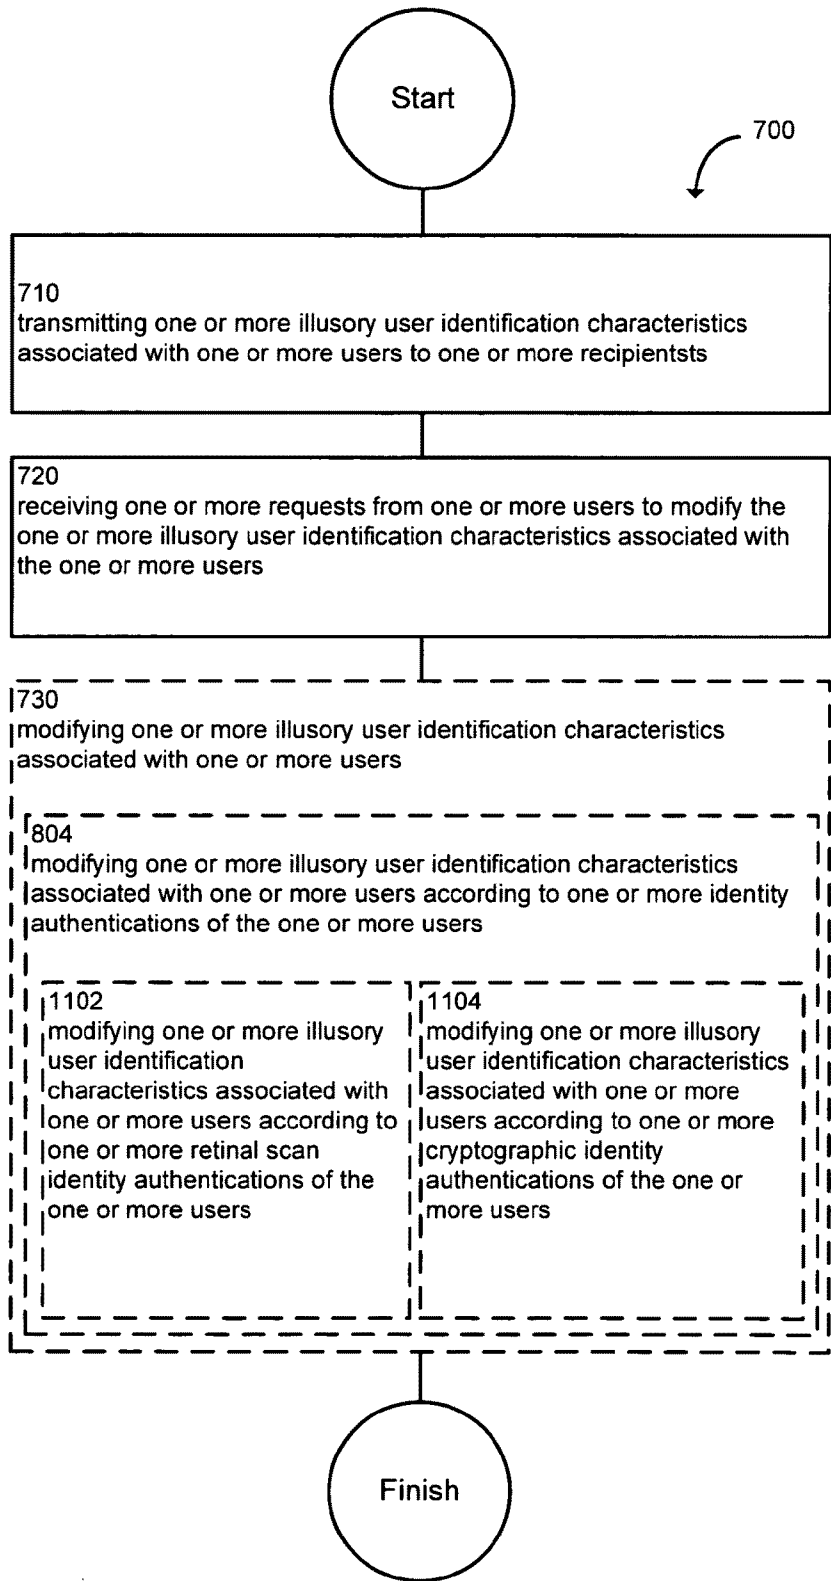 Start
700
710
transmitting one or more illusory user identification characteristics
associated with one or more users to one or more recipientsts
720
receiving one or more requests from one or more users to modify the
one or more illusory user identification characteristics associated with
the one or more users
730
modifying one or more illusory user identification characteristics
associated with one or more users
804
modifying one or more illusory user identification characteristics
associated with one or more users according to one or more identity
authentications of the one or more users
1102
modifying one or more illusory
user identification
characteristics associated with
one or more users according to
one or more retinal scan
identity authentications of the
one or more users
1104
modifying one or more illusory
user identification characteristics
associated with one or more
users according to one or more
cryptographic identity
authentications of the one or
more users
Finish